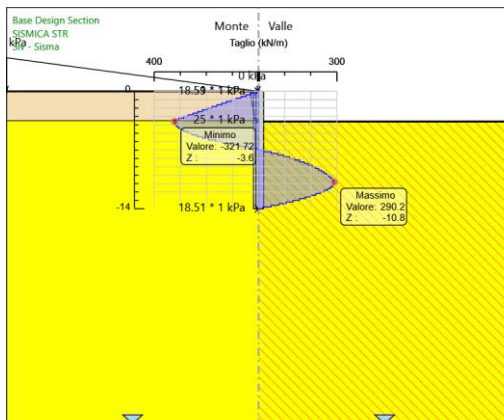 Base Design Section
SISMICA STR
SIV - Sisma
kPa
Monte Valle
Taglio (kN/m)
400
300
0 kPa
0
18.59 * 1 kPa
25 * 1 kPa
Minimo
Valore: -321.72
Z : -3.6
Massimo
Valore: 290.2
Z : -10.8
-14
18.51 * 1 kPa